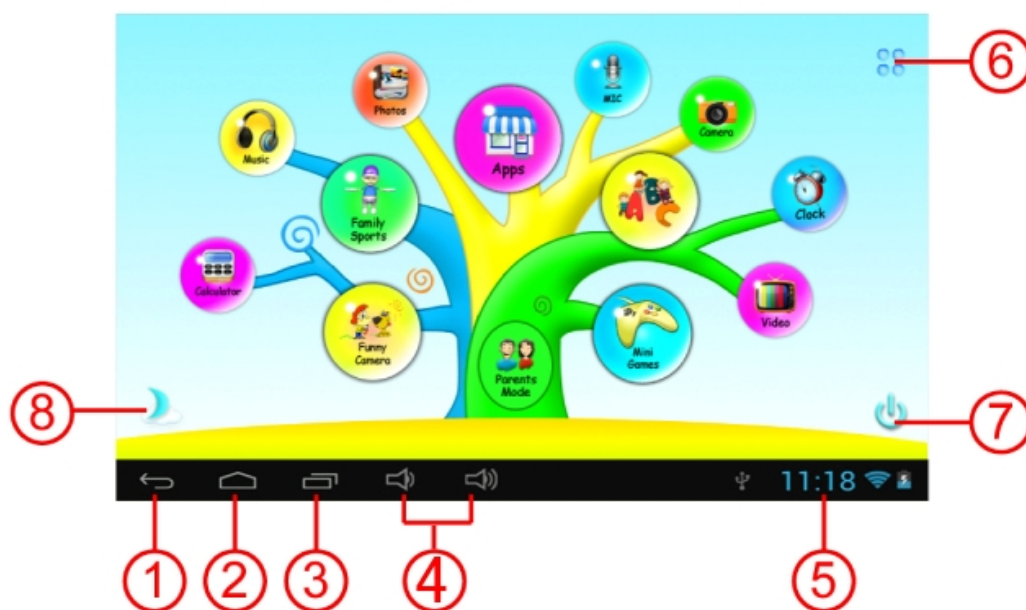 6
Photos
MIC
Camera
Music
Apps
ABC
Clock
Family
Sports
Calculator
Video
Funny
Camera
Mini
Games
Parents
Mode
8
7
11:18
1
2
3
4
5